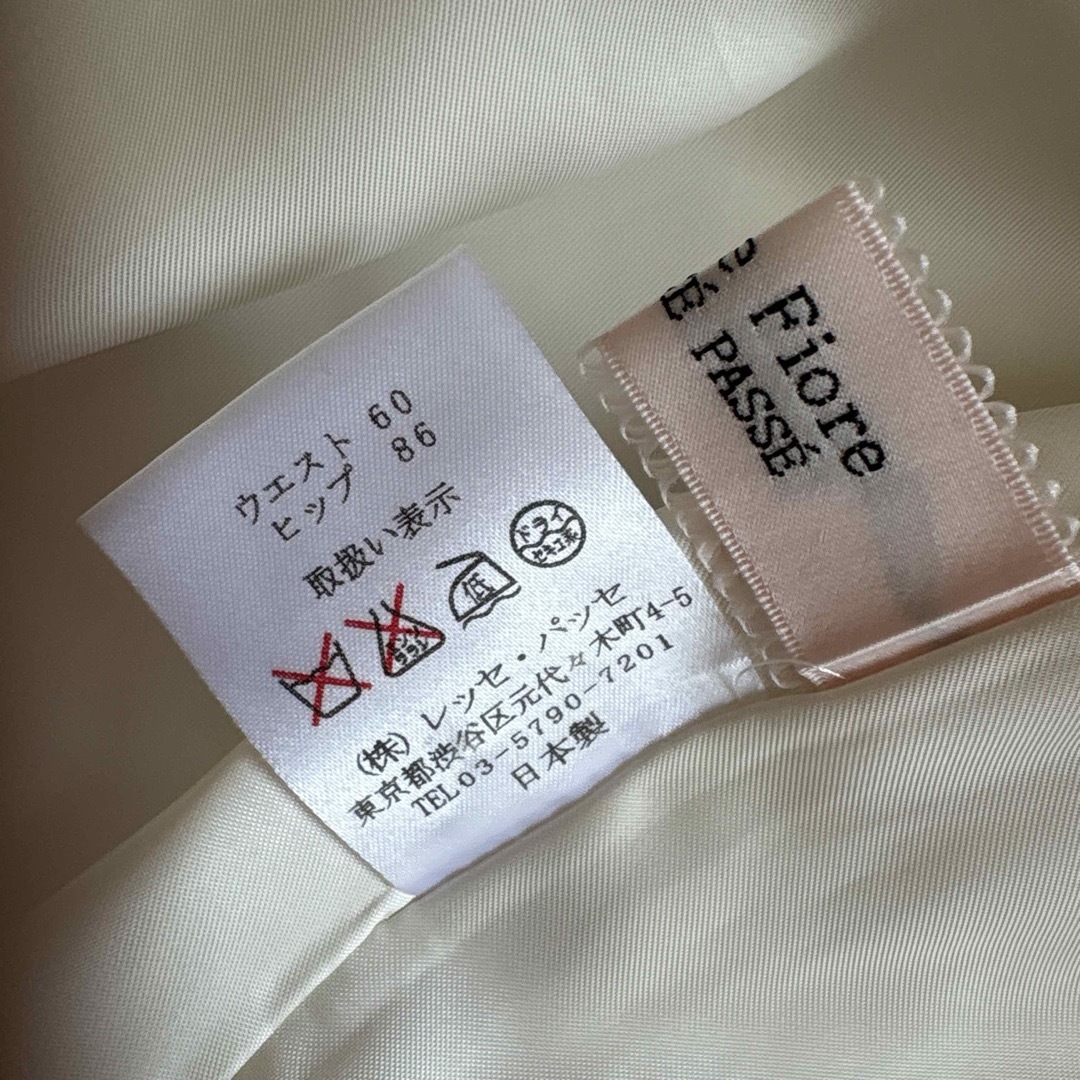 ウエスト 60
ヒップ 86
取扱い表示
低
ドライ
セキユ系
(株) レッセ・パッセ
東京都渋谷区元代々木町4-5
TEL03-5790-7201
日本製
Fiore
É PASSÉ